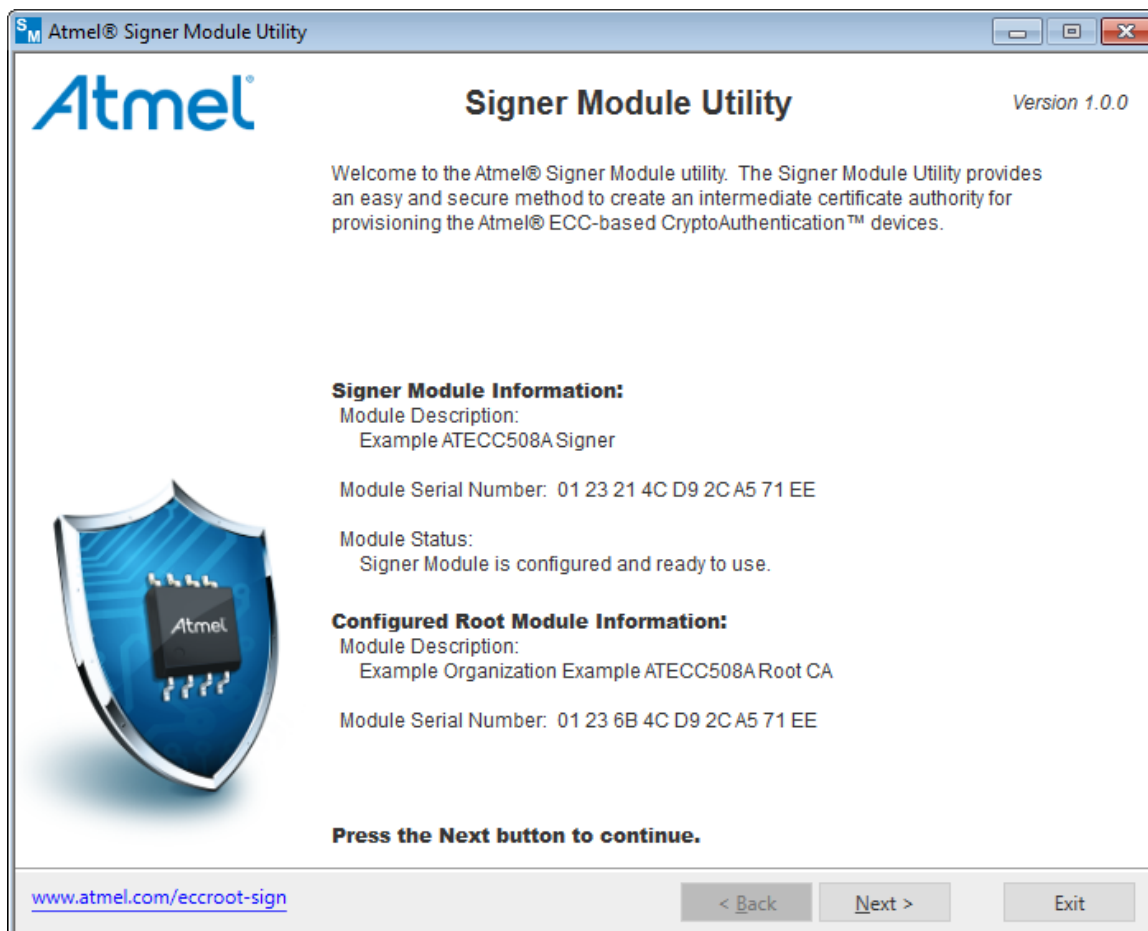 SM Atmel® Signer Module Utility
Atmel®
Signer Module Utility
Version 1.0.0
Welcome to the Atmel® Signer Module utility. The Signer Module Utility provides
an easy and secure method to create an intermediate certificate authority for
provisioning the Atmel® ECC-based CryptoAuthentication™ devices.
Signer Module Information:
Module Description:
Example ATECC508A Signer
Module Serial Number: 01 23 21 4C D9 2C A5 71 EE
Module Status:
Signer Module is configured and ready to use.
Configured Root Module Information:
Module Description:
Example Organization Example ATECC508A Root CA
Module Serial Number: 01 23 6B 4C D9 2C A5 71 EE
Atmel
Press the Next button to continue.
www.atmel.com/eccroot-sign
< Back
Next >
Exit